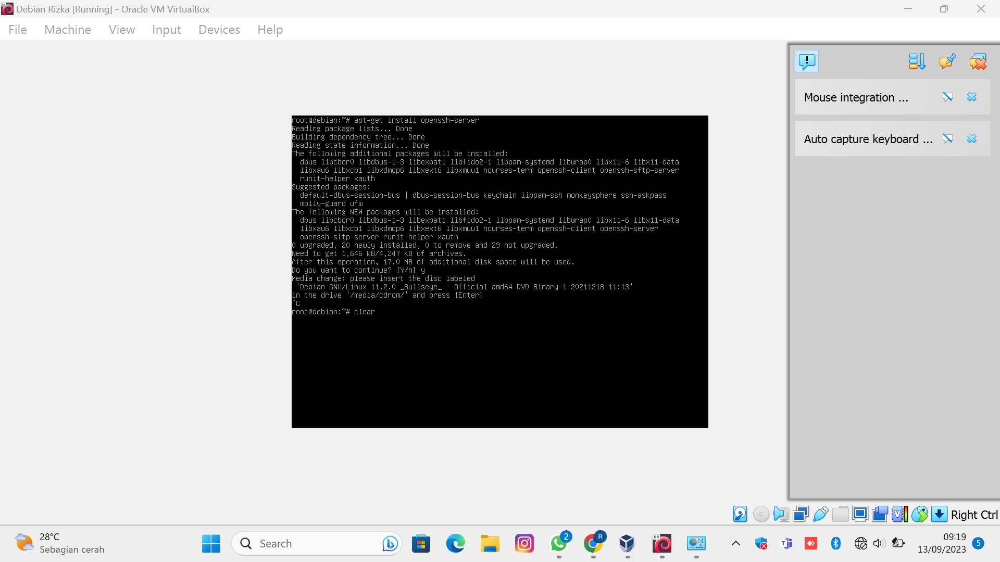 Debian Rizka [Running] - Oracle VM VirtualBox
File Machine View Input Devices Help
Mouse integration ...
Auto capture keyboard ...
root@debian:~# apt-get install openssh-server
Reading package lists... Done
Building dependency tree... Done
Reading state information... Done
The following additional packages will be installed:
dbus libcbor0 libdbus-1-3 libexpat1 libfido2-1 libpam-systemd libwrap0 libx11-6 libx11-data
libxau6 libxcb1 libxdmcp6 libxext6 libxmuu1 ncurses-term openssh-client openssh-sftp-server
runit-helper xauth
Suggested packages:
default-dbus-session-bus | dbus-session-bus keychain libpam-ssh monkeysphere ssh-askpass
molly-guard ufw
The following NEW packages will be installed:
dbus libcbor0 libdbus-1-3 libexpat1 libfido2-1 libpam-systemd libwrap0 libx11-6 libx11-data
libxau6 libxcb1 libxdmcp6 libxext6 libxmuu1 ncurses-term openssh-client openssh-server
openssh-sftp-server runit-helper xauth
0 upgraded, 20 newly installed, 0 to remove and 29 not upgraded.
Need to get 1,646 kB/4,247 kB of archives.
After this operation, 17.0 MB of additional disk space will be used.
Do you want to continue? [Y/n] y
Media change: please insert the disc labeled
'Debian GNU/Linux 11.2.0 _Bullseye_ - Official amd64 DVD Binary-1 20211218-11:13'
in the drive '/media/cdrom/' and press [Enter]
^C
root@debian:~# clear
Right Ctrl
28°C
Sebagian cerah
Search
2
R
64
09:19
13/09/2023
5